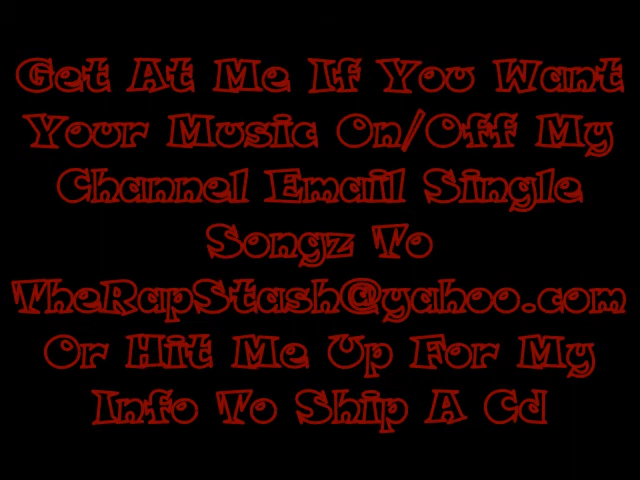 Get At Me If You Want
Your Music On/Off My
Channel Email Single
Songz To
TheRapStash@yahoo.com
Or Hit Me Up For My
Info To Ship A Cd